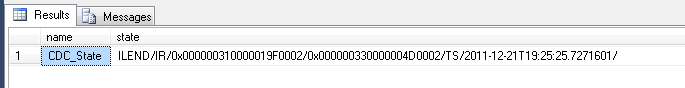 Results Messages
name state
1 CDC_State ILEND/IR/0x000000310000019F0002/0x000000330000004D0002/TS/2011-12-21T19:25:25.7271601/